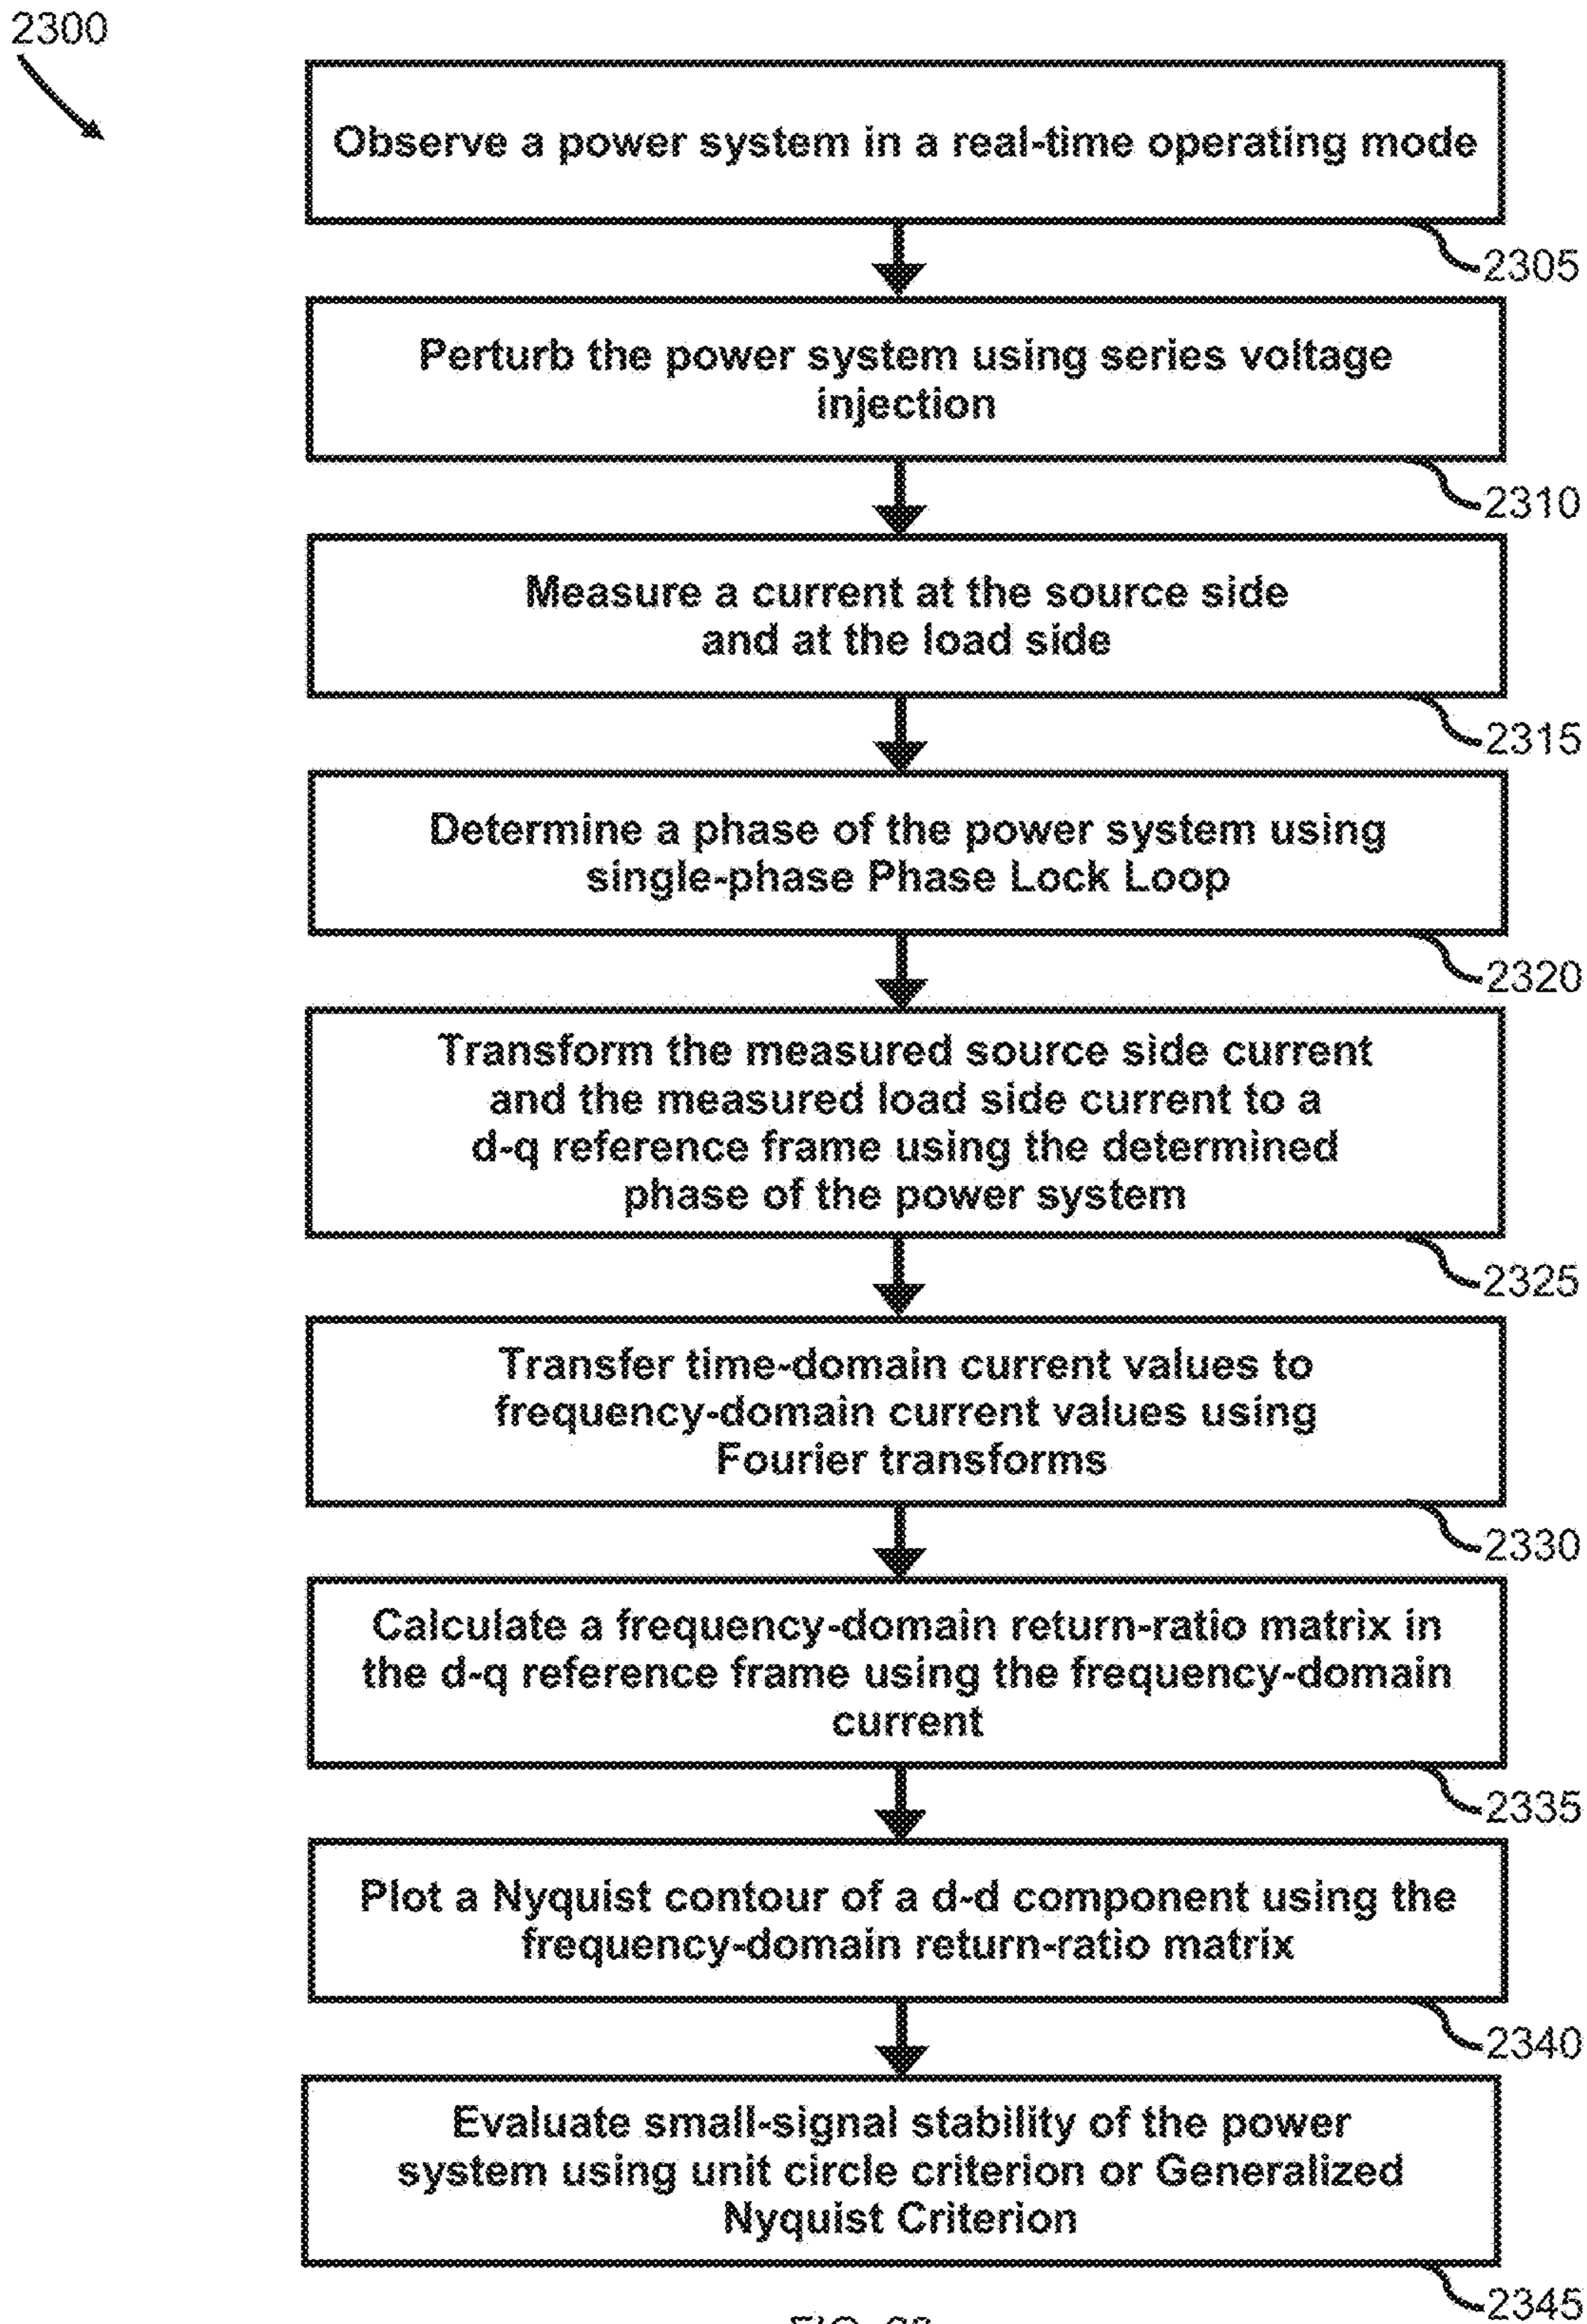 2300
Observe a power system in a real-time operating mode
2305
Perturb the power system using series voltage
injection
2310
Measure a current at the source side
and at the load side
2315
Determine a phase of the power system using
single-phase Phase Lock Loop
2320
Transform the measured source side current
and the measured load side current to a
d-q reference frame using the determined
phase of the power system
2325
Transfer time-domain current values to
frequency-domain current values using
Fourier transforms
2330
Calculate a frequency-domain return-ratio matrix in
the d-q reference frame using the frequency-domain
current
2335
Plot a Nyquist contour of a d-d component using the
frequency-domain return-ratio matrix
2340
Evaluate small-signal stability of the power
system using unit circle criterion or Generalized
Nyquist Criterion
2345